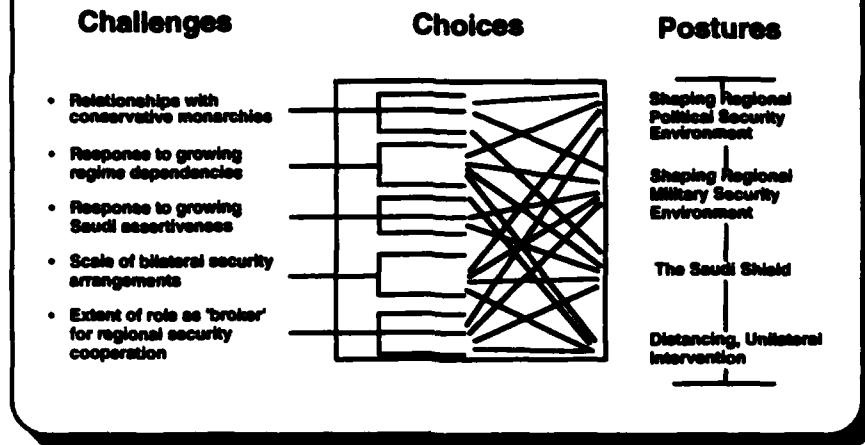 Challenges
Choices
Postures
• Relationships with
conservative monarchies
• Response to growing
regime dependencies
• Response to growing
Saudi assertiveness
• Scale of bilateral security
arrangements
• Extent of role as 'broker'
for regional security
cooperation
Shaping Regional
Political Security
Environment
Shaping Regional
Military Security
Environment
The Saudi Shield
Distancing, Unilateral
Intervention